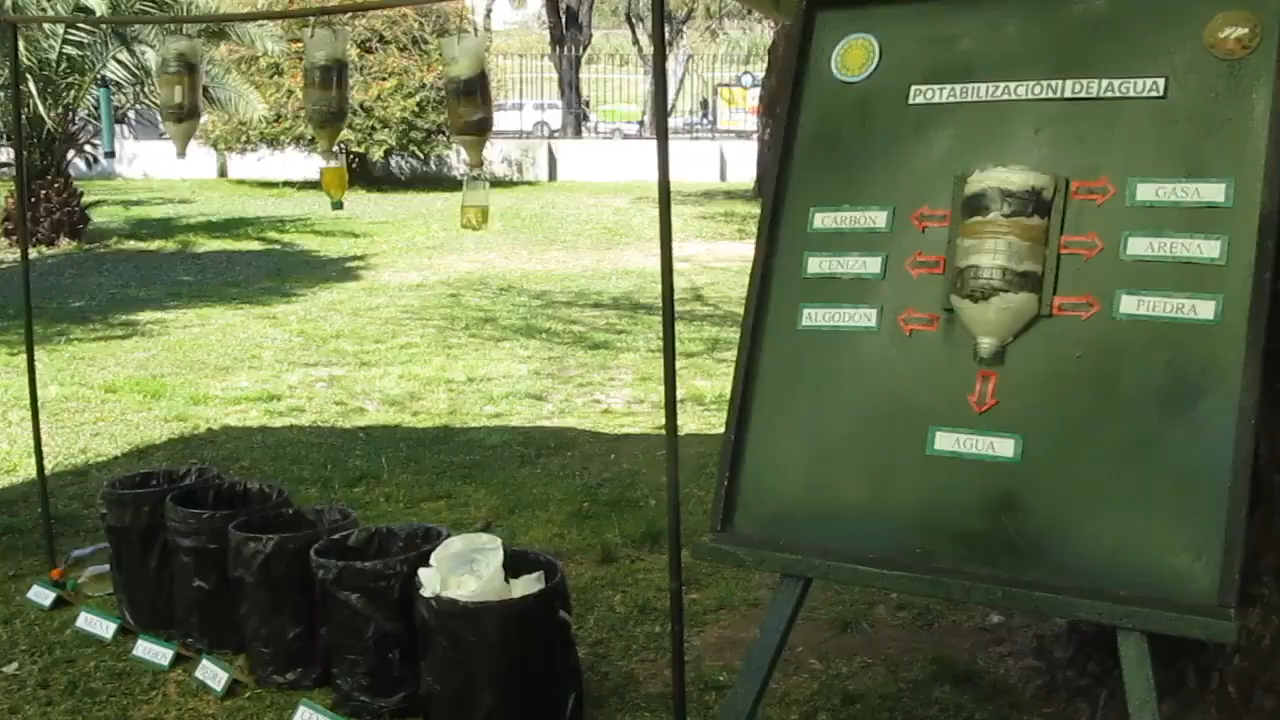 POTABILIZACIÓN DE AGUA
GASA
CARBÓN
ARENA
CENIZA
PIEDRA
ALGODÓN
AGUA
ARENA
CARBÓN
PIEDRA